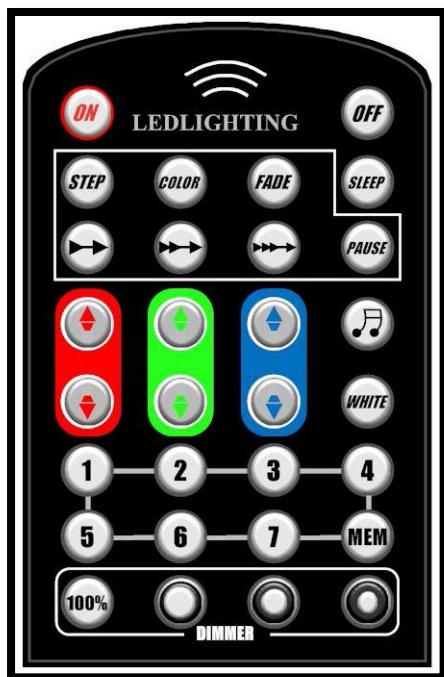 ON
OFF
LEDLIGHTING
STEP COLOR FADE SLEEP
PAUSE
WHITE
1 2 3 4
5 6 7 MEM
100%
DIMMER